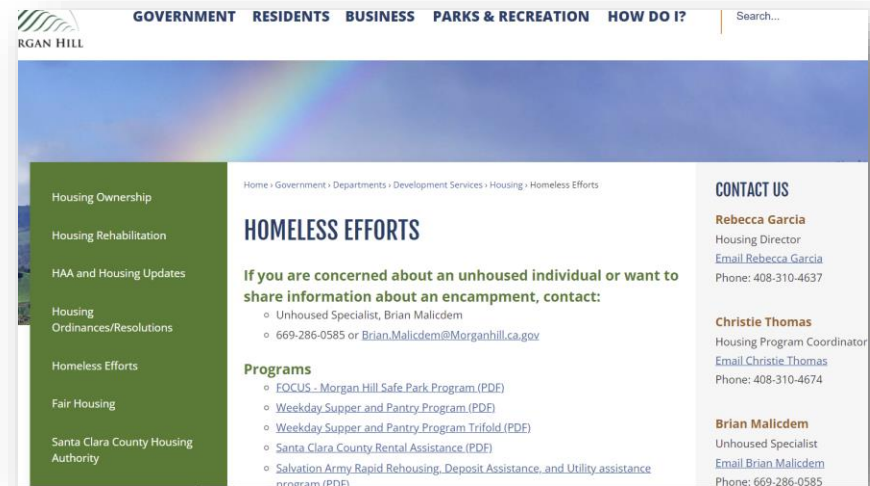 GOVERNMENT RESIDENTS BUSINESS PARKS & RECREATION HOW DO I?
Search...
RGAN HILL
Housing Ownership
Housing Rehabilitation
HAA and Housing Updates
Housing
Ordinances/Resolutions
Homeless Efforts
Fair Housing
Santa Clara County Housing
Authority
Home › Government › Departments › Development Services › Housing › Homeless Efforts
HOMELESS EFFORTS
If you are concerned about an unhoused individual or want to
share information about an encampment, contact:
Unhoused Specialist, Brian Malicdem
669-286-0585 or Brian.Malicdem@Morganhill.ca.gov
Programs
FOCUS - Morgan Hill Safe Park Program (PDF)
Weekday Supper and Pantry Program (PDF)
Weekday Supper and Pantry Program Trifold (PDF)
Santa Clara County Rental Assistance (PDF)
Salvation Army Rapid Rehousing, Deposit Assistance, and Utility assistance
program (PDF)
CONTACT US
Rebecca Garcia
Housing Director
Email Rebecca Garcia
Phone: 408-310-4637
Christie Thomas
Housing Program Coordinator
Email Christie Thomas
Phone: 408-310-4674
Brian Malicdem
Unhoused Specialist
Email Brian Malicdem
Phone: 669-286-0585